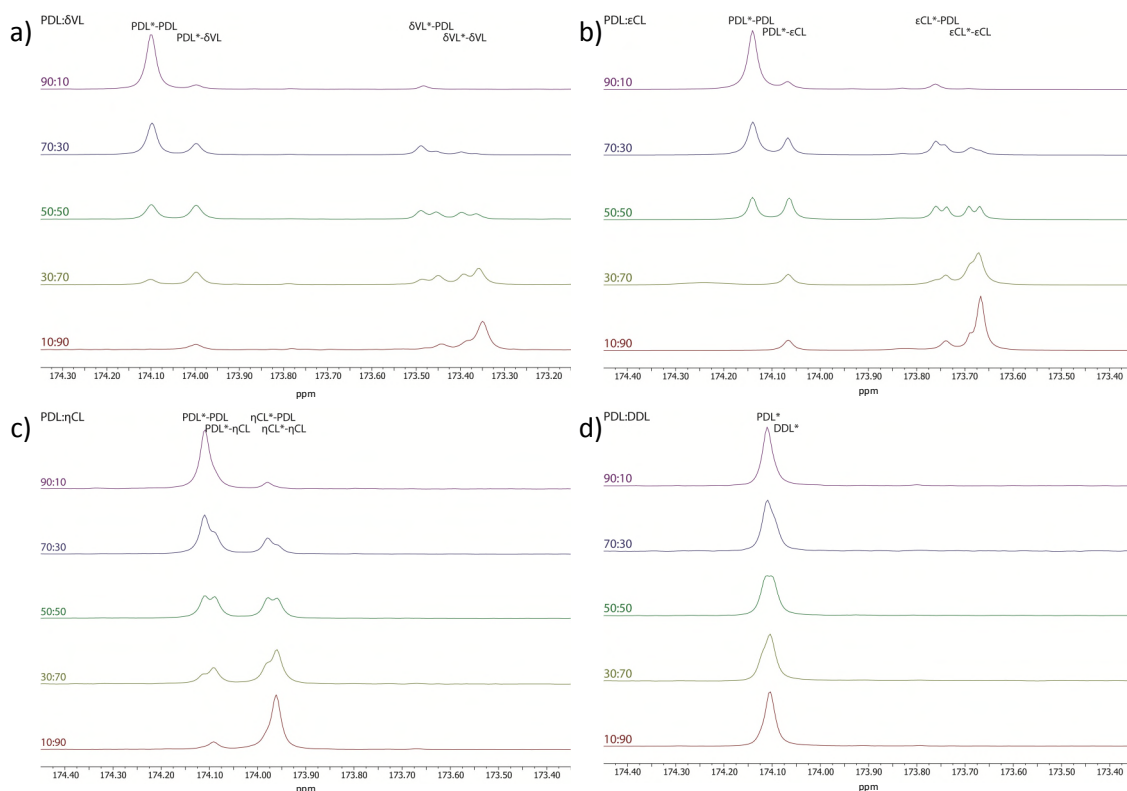 a)
PDL:δVL
PDL*-PDL
PDL*-δVL
δVL*-PDL
δVL*-δVL
90:10
70:30
50:50
30:70
10:90
174.30 174.20 174.10 174.00 173.90 173.80 173.70 173.60 173.50 173.40 173.30 173.20
ppm
b)
PDL:εCL
PDL*-PDL
PDL*-εCL
εCL*-PDL
εCL*-εCL
90:10
70:30
50:50
30:70
10:90
174.40 174.30 174.20 174.10 174.00 173.90 173.80 173.70 173.60 173.50 173.40
ppm
c)
PDL:ηCL
PDL*-PDL
PDL*-ηCL
ηCL*-PDL
ηCL*-ηCL
90:10
70:30
50:50
30:70
10:90
174.40 174.30 174.20 174.10 174.00 173.90 173.80 173.70 173.60 173.50 173.40
ppm
d)
PDL:DDL
PDL*
DDL*
90:10
70:30
50:50
30:70
10:90
174.40 174.30 174.20 174.10 174.00 173.90 173.80 173.70 173.60 173.50 173.40
ppm